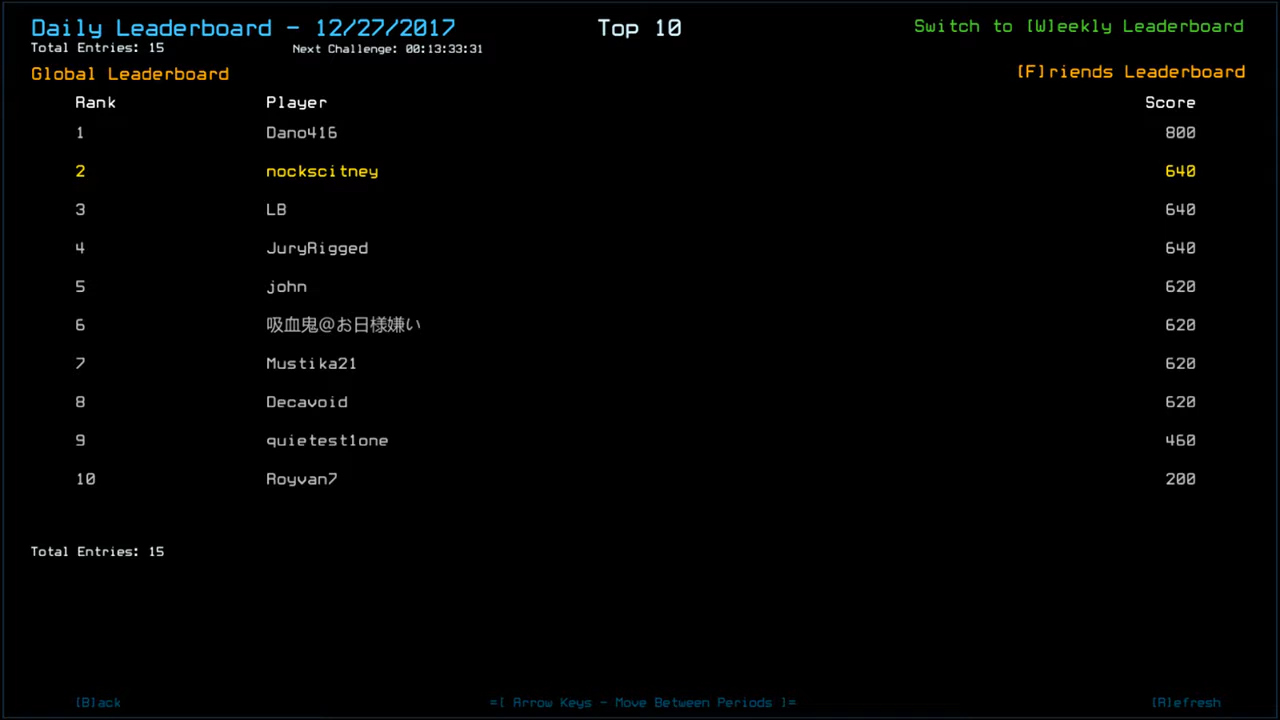 Daily Leaderboard - 12/27/2017 Top 10 Switch to [W]eekly Leaderboard
Total Entries: 15 Next Challenge: 00:13:33:31
Global Leaderboard [F]riends Leaderboard
Rank Player Score
1 Dano416 800
2 nockscitney 640
3 LB 640
4 JuryRigged 640
5 john 620
6 吸血鬼@お日様嫌い 620
7 Mustika21 620
8 Decavoid 620
9 quietest1one 460
10 Royvan7 200
Total Entries: 15
[B]ack =[ Arrow Keys - Move Between Periods ]= [R]efresh